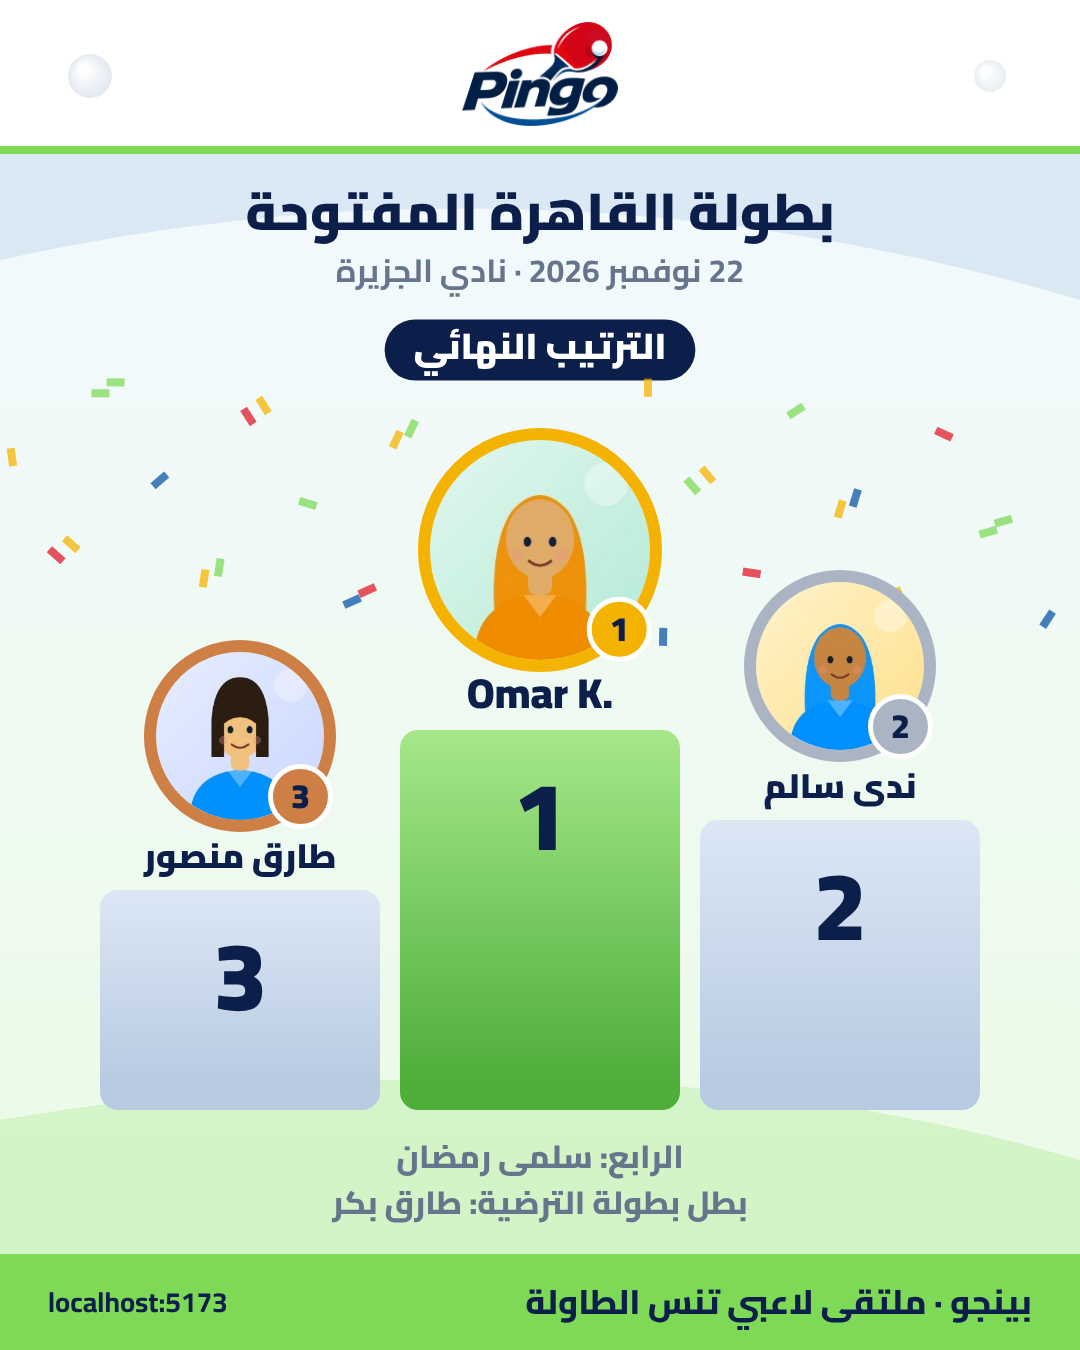 Pingo
بطولة القاهرة المفتوحة
22 نوفمبر 2026 · نادي الجزيرة
الترتيب النهائي
1
Omar K.
1
2
ندى سالم
2
3
طارق منصور
3
الرابع: سلمى رمضان
بطل بطولة الترضية: طارق بكر
بينجو · ملتقى لاعبي تنس الطاولة
localhost:5173